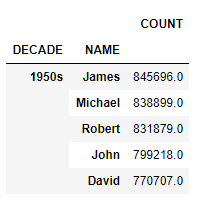 COUNT
DECADE NAME
1950s James 845696.0
Michael 838899.0
Robert 831879.0
John 799218.0
David 770707.0